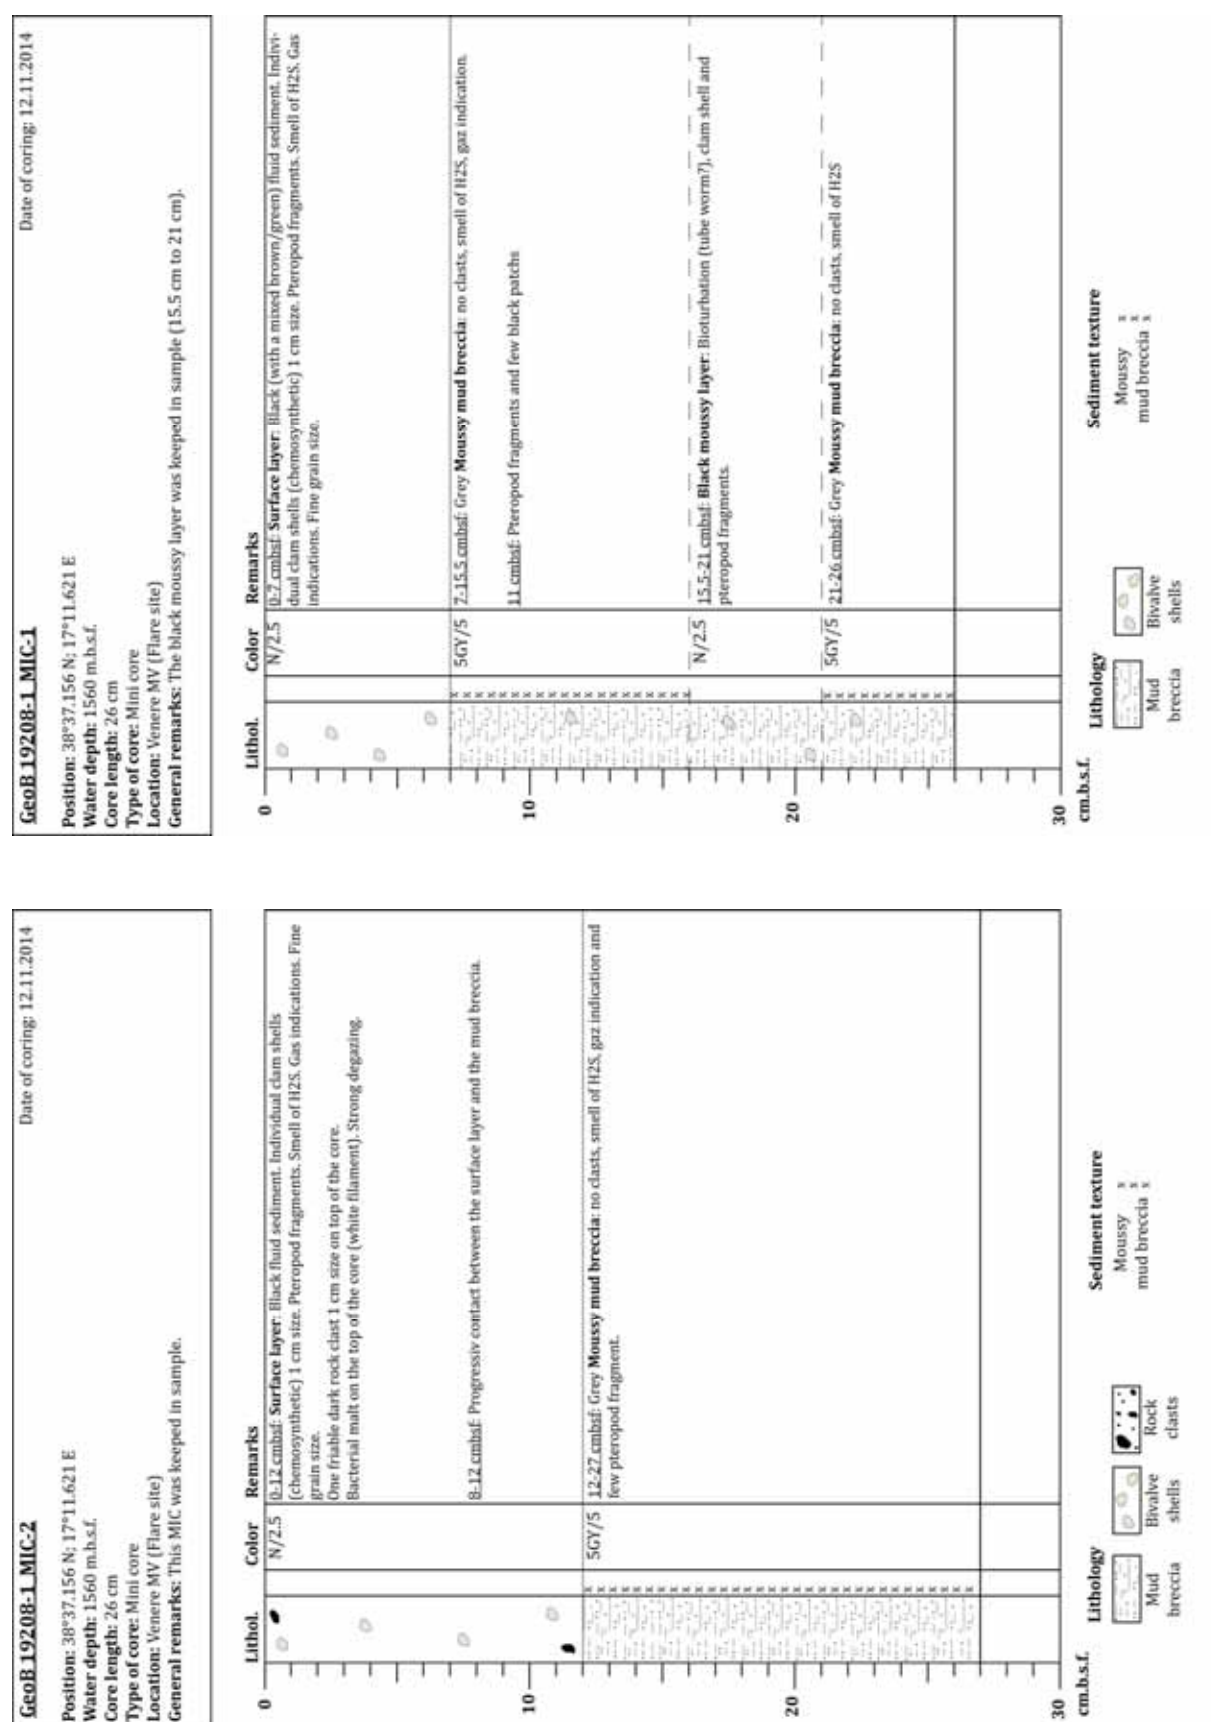 GeoB 19208-1 MIC-1
Date of coring: 12.11.2014
Position: 38°37.156 N; 17°11.621 E
Water depth: 1560 m.b.s.f.
Core length: 26 cm
Type of core: Mini core
Location: Venere MV (Flare site)
General remarks: The black moussy layer was keeped in sample (15.5 cm to 21 cm).
Lithol. Color Remarks
0
N/2.5
0-7 cmbsf: Surface layer: Black (with a mixed brown/green) fluid sediment. Indivi-
dual clam shells (chemosynthetic) 1 cm size. Pteropod fragments. Smell of H2S. Gas
indications. Fine grain size.
5GY/5
7-15.5 cmbsf: Grey Moussy mud breccia: no clasts, smell of H2S, gaz indication.
10
11 cmbsf: Pteropod fragments and few black patchs
N/2.5
15.5-21 cmbsf: Black moussy layer: Bioturbation (tube worm?), clam shell and
pteropod fragments.
20
5GY/5
21-26 cmbsf: Grey Moussy mud breccia: no clasts, smell of H2S
30
cm.b.s.f.
Lithology
Mud
breccia
Bivalve
shells
Sediment texture
Moussy x
mud breccia x
x
GeoB 19208-1 MIC-2
Date of coring: 12.11.2014
Position: 38°37.156 N; 17°11.621 E
Water depth: 1560 m.b.s.f.
Core length: 26 cm
Type of core: Mini core
Location: Venere MV (Flare site)
General remarks: This MIC was keeped in sample.
Lithol. Color Remarks
0
N/2.5
0-12 cmbsf: Surface layer: Black fluid sediment. Individual clam shells
(chemosynthetic) 1 cm size. Pteropod fragments. Smell of H2S. Gas indications. Fine
grain size.
One friable dark rock clast 1 cm size on top of the core.
Bacterial malt on the top of the core (white filament). Strong degazing.
8-12 cmbsf: Progressiv contact between the surface layer and the mud breccia.
10
5GY/5
12-27 cmbsf: Grey Moussy mud breccia: no clasts, smell of H2S, gaz indication and
few pteropod fragment.
20
30
cm.b.s.f.
Lithology
Mud
breccia
Bivalve
shells
Rock
clasts
Sediment texture
Moussy x
mud breccia x
x